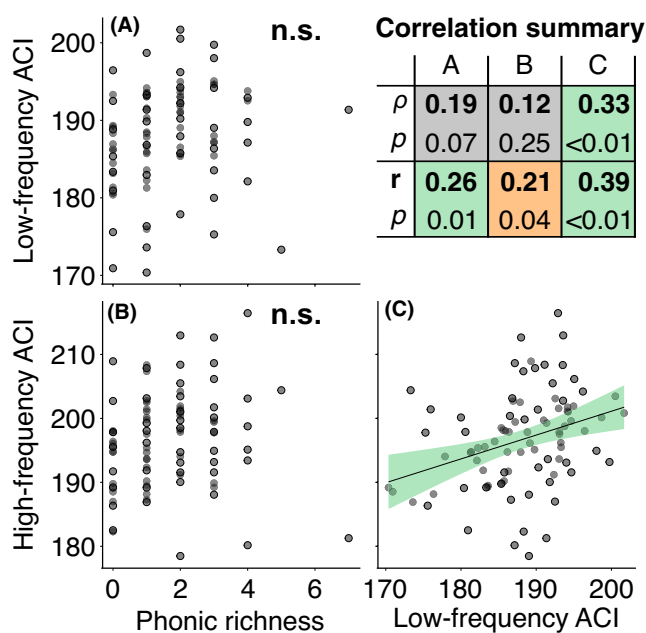 (A)
n.s.
Low-frequency ACI
200
190
180
170
Correlation summary
A B C
ρ 0.19 0.12 0.33
p 0.07 0.25 <0.01
r 0.26 0.21 0.39
p 0.01 0.04 <0.01
(B)
n.s.
High-frequency ACI
210
200
190
180
0 2 4 6
Phonic richness
(C)
170 180 190 200
Low-frequency ACI